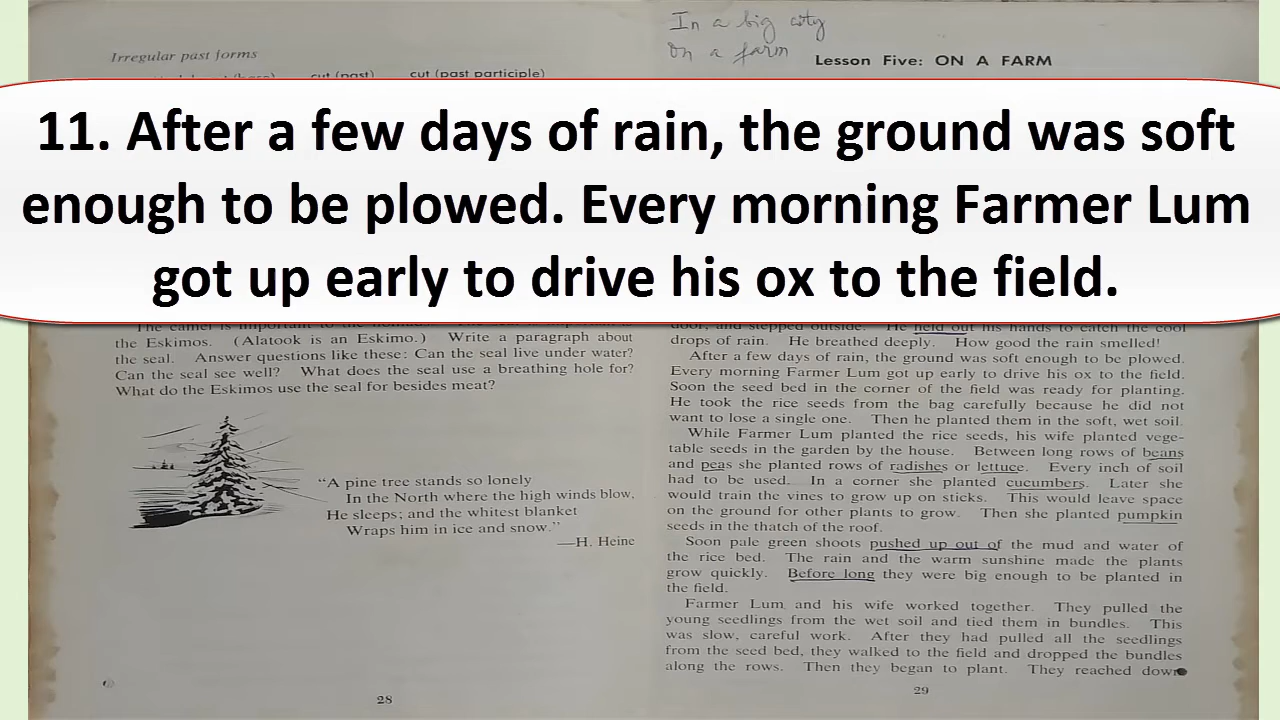 In a big city
On a farm
Irregular past forms
Lesson Five: ON A FARM
cut (past) cut (past participle)
11. After a few days of rain, the ground was soft
enough to be plowed. Every morning Farmer Lum
got up early to drive his ox to the field.
the Eskimos. (Alatook is an Eskimo.) Write a paragraph about
the seal. Answer questions like these: Can the seal live under water?
Can the seal see well? What does the seal use a breathing hole for?
What do the Eskimos use the seal for besides meat?
"A pine tree stands so lonely
In the North where the high winds blow,
He sleeps; and the whitest blanket
Wraps him in ice and snow."
—H. Heine
28
door, and stepped outside. He held out his hands to catch the cool
drops of rain. He breathed deeply. How good the rain smelled!
After a few days of rain, the ground was soft enough to be plowed.
Every morning Farmer Lum got up early to drive his ox to the field.
Soon the seed bed in the corner of the field was ready for planting.
He took the rice seeds from the bag carefully because he did not
want to lose a single one. Then he planted them in the soft, wet soil.
While Farmer Lum planted the rice seeds, his wife planted vege-
table seeds in the garden by the house. Between long rows of beans
and peas she planted rows of radishes or lettuce. Every inch of soil
had to be used. In a corner she planted cucumbers. Later she
would train the vines to grow up on sticks. This would leave space
on the ground for other plants to grow. Then she planted pumpkin
seeds in the thatch of the roof.
Soon pale green shoots pushed up out of the mud and water of
the rice bed. The rain and the warm sunshine made the plants
grow quickly. Before long they were big enough to be planted in
the field.
Farmer Lum and his wife worked together. They pulled the
young seedlings from the wet soil and tied them in bundles. This
was slow, careful work. After they had pulled all the seedlings
from the seed bed, they walked to the field and dropped the bundles
along the rows. Then they began to plant. They reached down
29